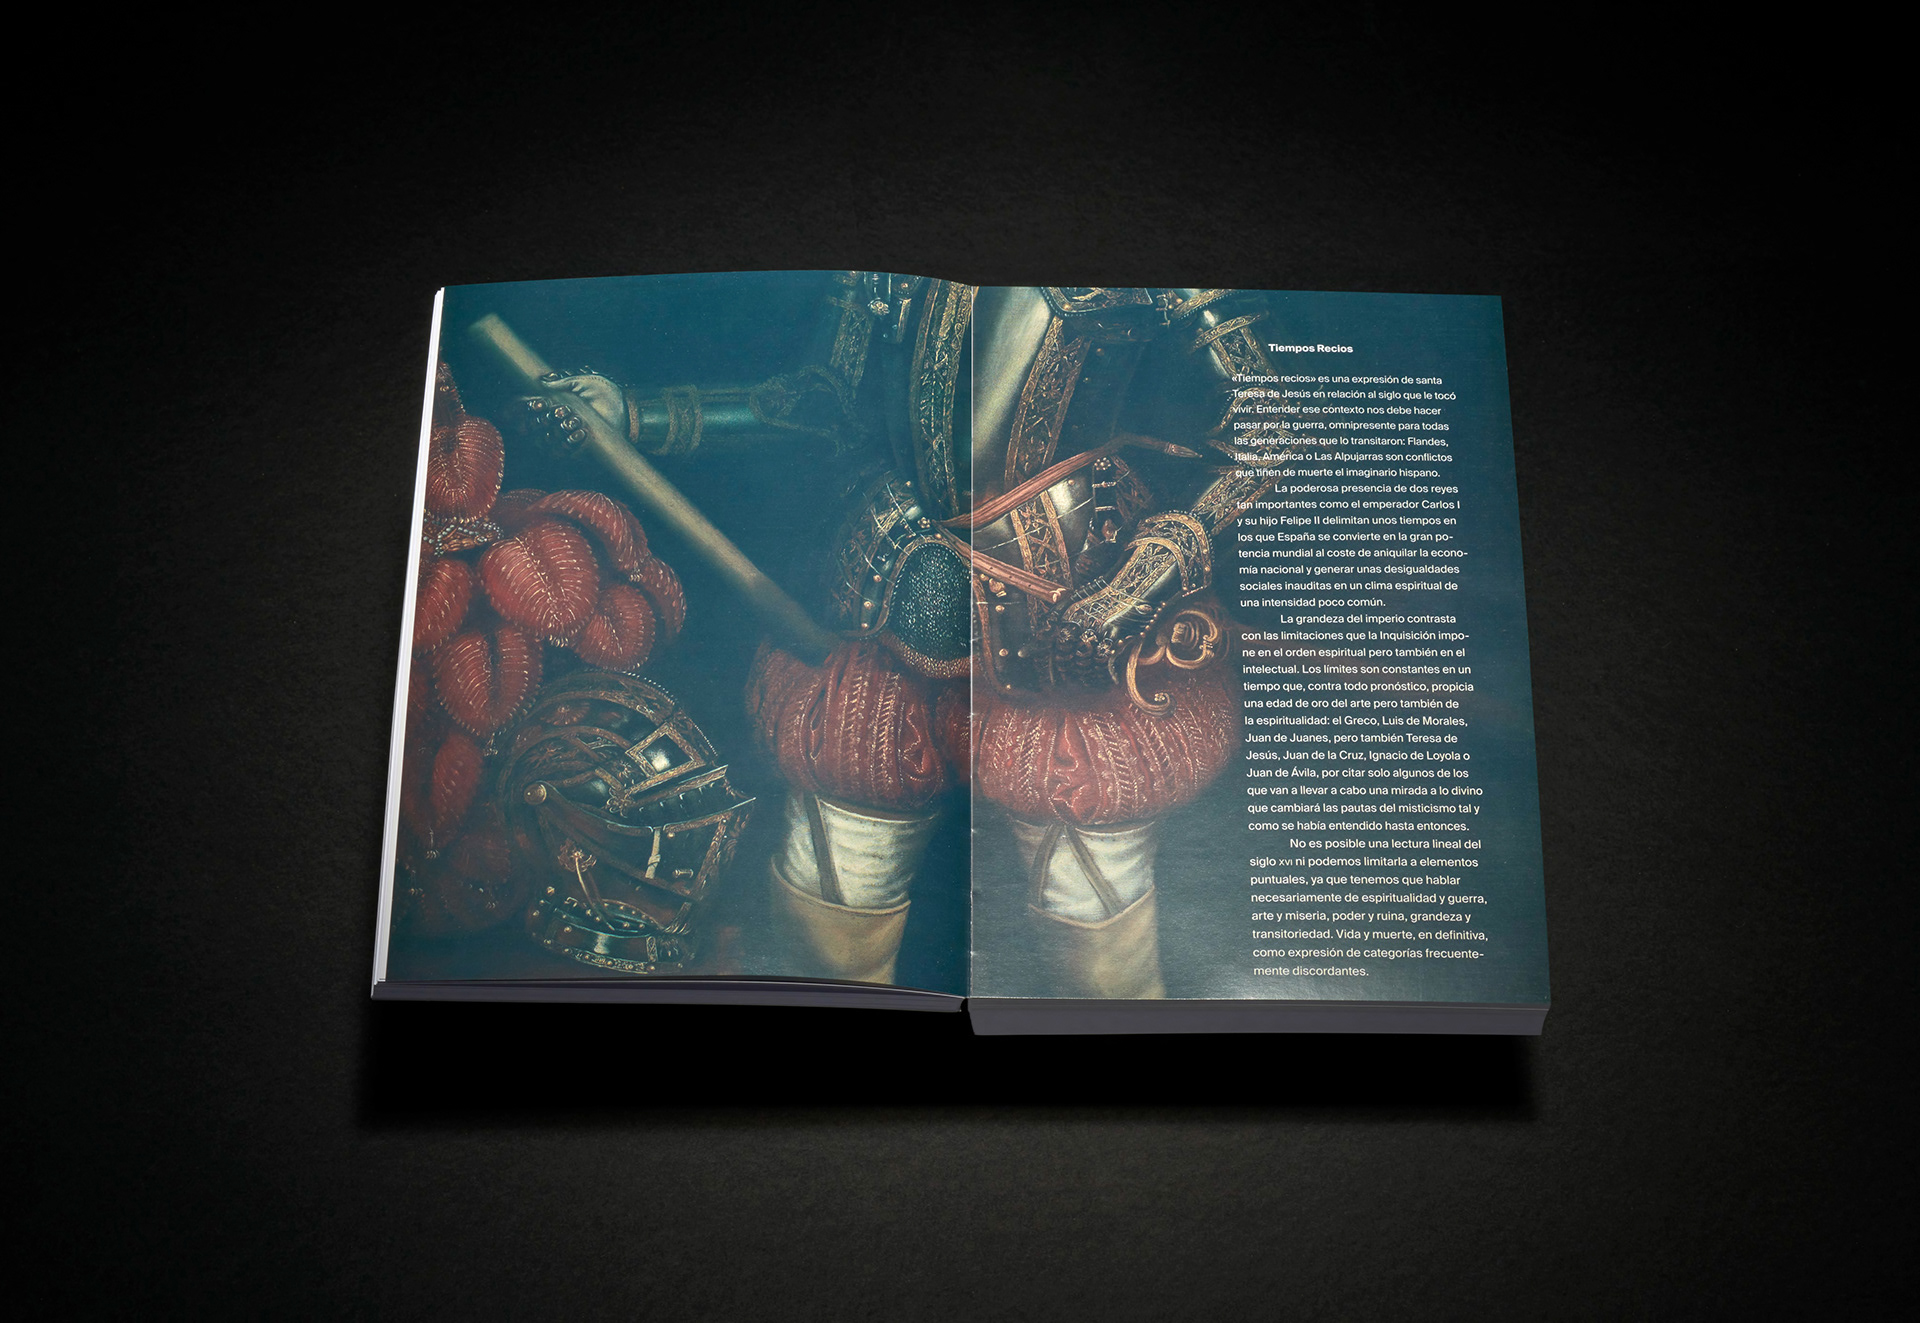 Tiempos Recios
«Tiempos recios» es una expresión de santa
Teresa de Jesús en relación al siglo que le tocó
vivir. Entender ese contexto nos debe hacer
pasar por la guerra, omnipresente para todas
las generaciones que lo transitaron: Flandes,
Italia, América o Las Alpujarras son conflictos
que tiñen de muerte el imaginario hispano.
La poderosa presencia de dos reyes
tan importantes como el emperador Carlos I
y su hijo Felipe II delimitan unos tiempos en
los que España se convierte en la gran po-
tencia mundial al coste de aniquilar la econo-
mía nacional y generar unas desigualdades
sociales inauditas en un clima espiritual de
una intensidad poco común.
La grandeza del imperio contrasta
con las limitaciones que la Inquisición impo-
ne en el orden espiritual pero también en el
intelectual. Los límites son constantes en un
tiempo que, contra todo pronóstico, propicia
una edad de oro del arte pero también de
la espiritualidad: el Greco, Luis de Morales,
Juan de Juanes, pero también Teresa de
Jesús, Juan de la Cruz, Ignacio de Loyola o
Juan de Ávila, por citar solo algunos de los
que van a llevar a cabo una mirada a lo divino
que cambiará las pautas del misticismo tal y
como se había entendido hasta entonces.
No es posible una lectura lineal del
siglo XVI ni podemos limitarla a elementos
puntuales, ya que tenemos que hablar
necesariamente de espiritualidad y guerra,
arte y miseria, poder y ruina, grandeza y
transitoriedad. Vida y muerte, en definitiva,
como expresión de categorías frecuente-
mente discordantes.